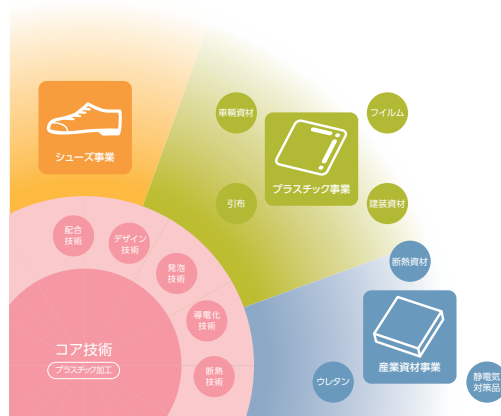 シューズ事業
車輌資材
フイルム
プラスチック事業
引布
建装資材
配合
技術
デザイン
技術
発泡
技術
導電化
技術
断熱
技術
コア技術
プラスチック加工
断熱資材
産業資材事業
ウレタン
静電気
対策品